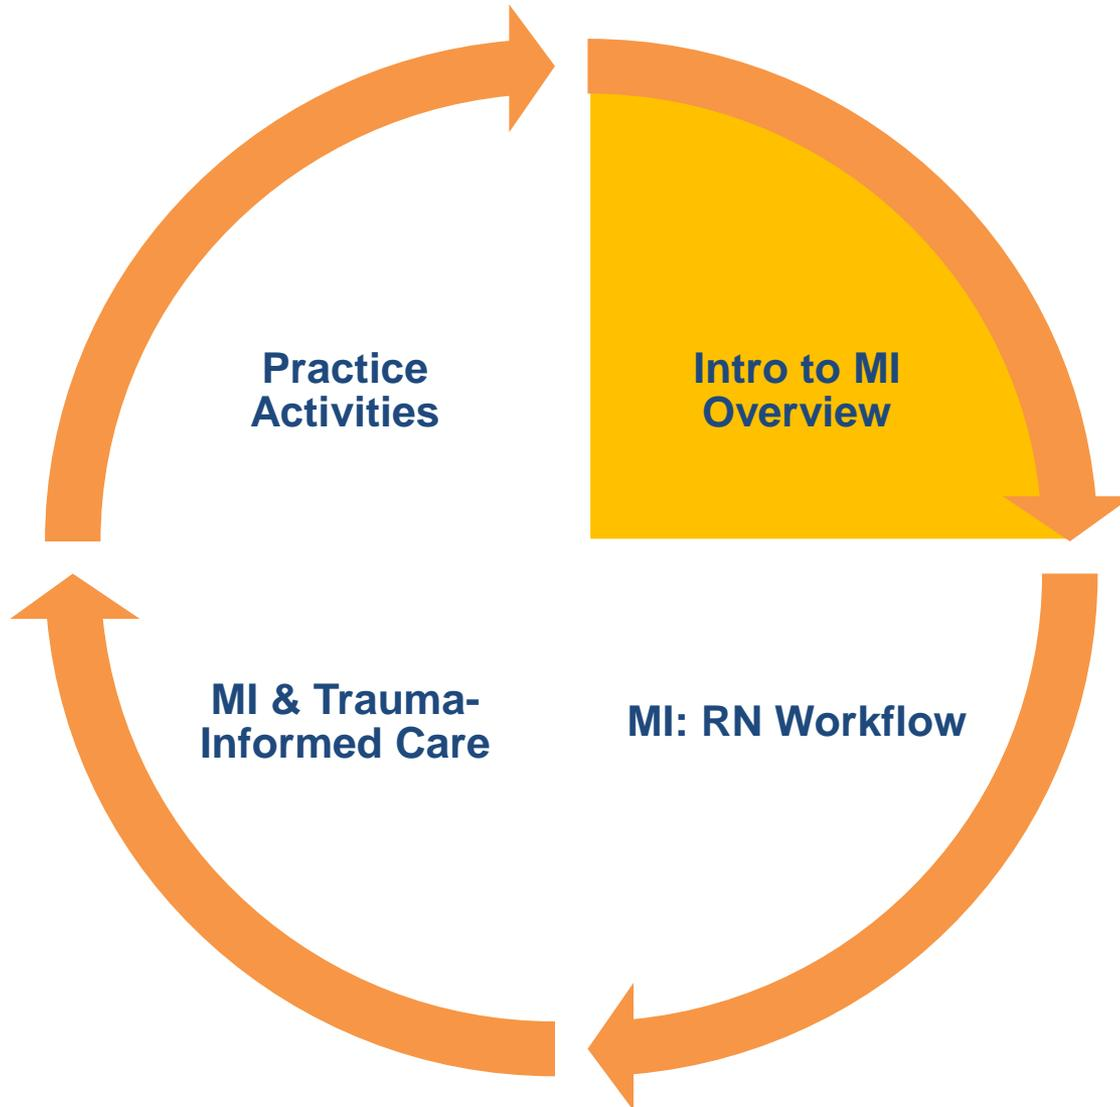 Practice
Activities
Intro to MI
Overview
MI & Trauma-
Informed Care
MI: RN Workflow